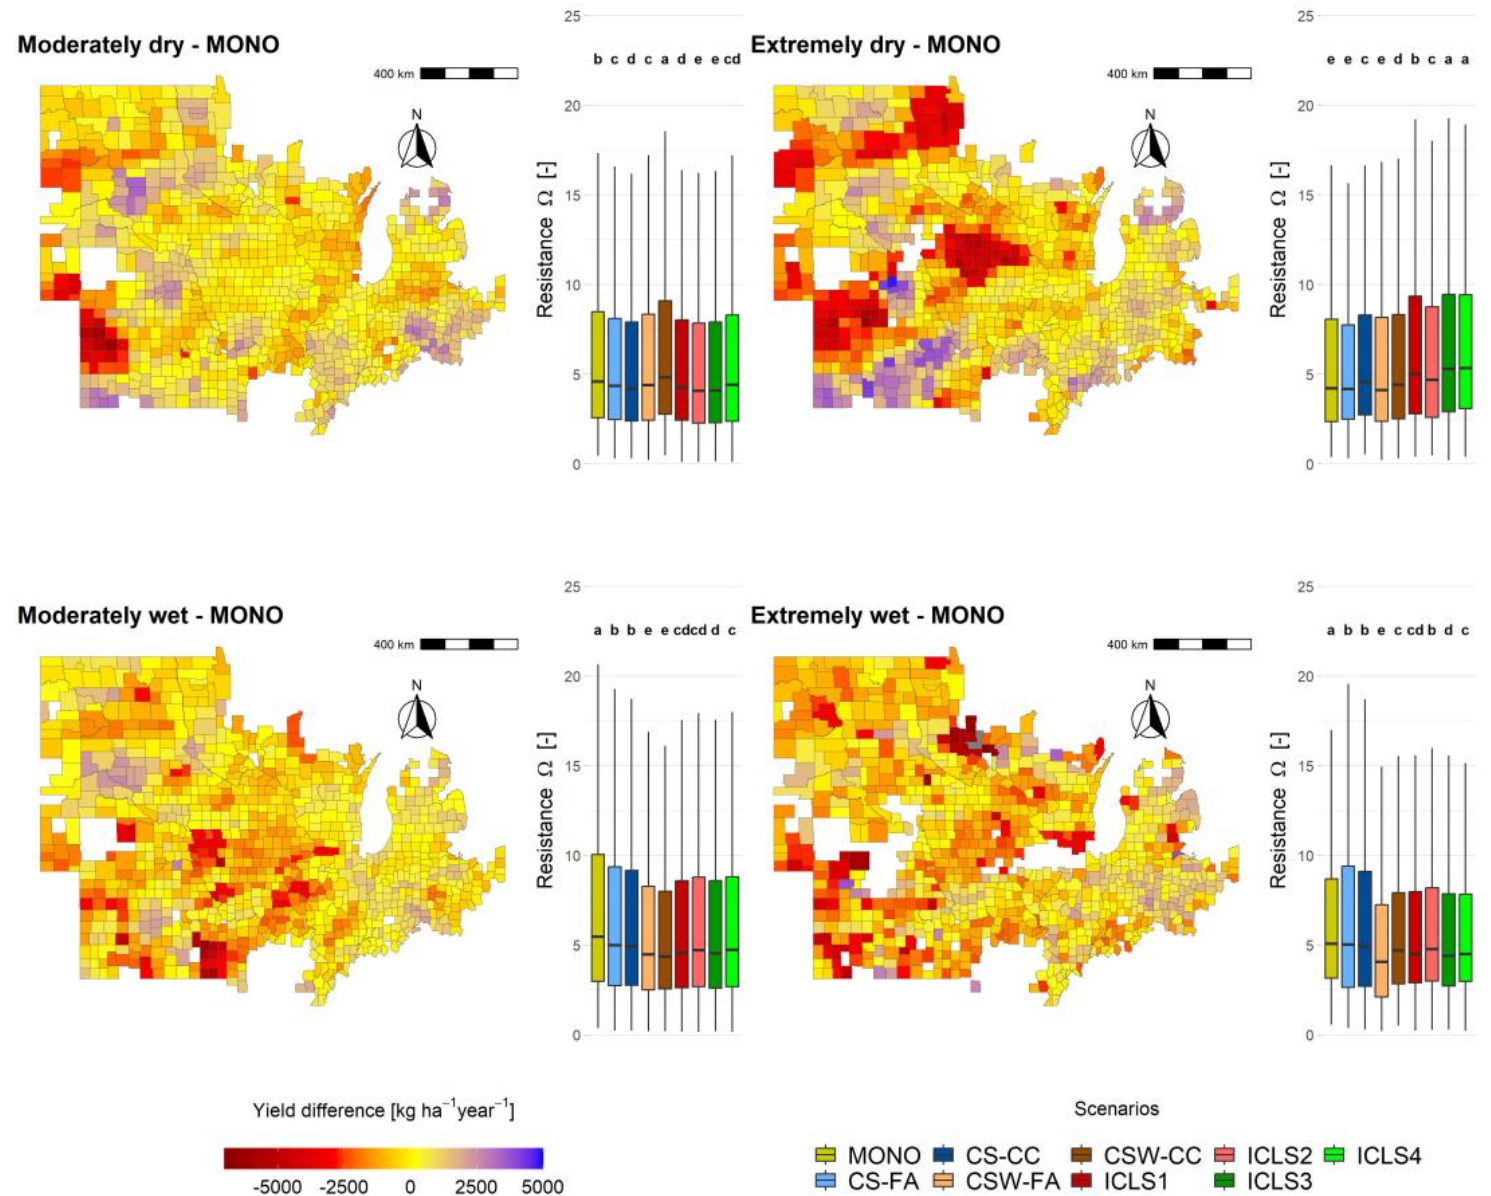 Moderately dry - MONO
400 km
N
Resistance Ω [-]
25
20
15
10
5
0
b c d c a d e e cd
Extremely dry - MONO
400 km
N
Resistance Ω [-]
25
20
15
10
5
0
e e c e d b c a a
Moderately wet - MONO
400 km
N
Resistance Ω [-]
25
20
15
10
5
0
a b b e e cd cd d c
Extremely wet - MONO
400 km
N
Resistance Ω [-]
25
20
15
10
5
0
a b b e c cd b d c
Yield difference [kg ha⁻¹year⁻¹]
-5000 -2500 0 2500 5000
Scenarios
MONO CS-CC CSW-CC ICLS2 ICLS4
CS-FA CSW-FA ICLS1 ICLS3